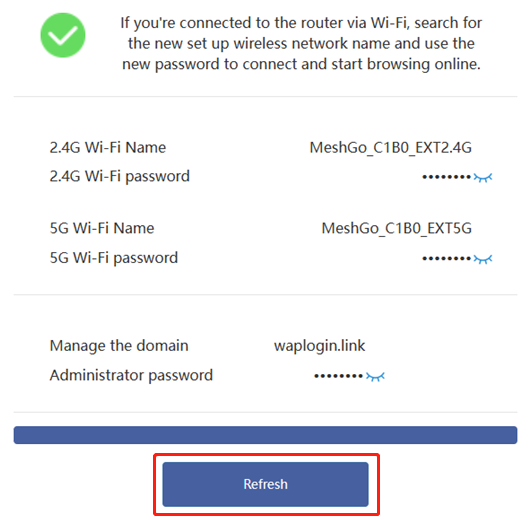 If you're connected to the router via Wi-Fi, search for
the new set up wireless network name and use the
new password to connect and start browsing online.
2.4G Wi-Fi Name MeshGo_C1B0_EXT2.4G
2.4G Wi-Fi password ••••••••
5G Wi-Fi Name MeshGo_C1B0_EXT5G
5G Wi-Fi password ••••••••
Manage the domain waplogin.link
Administrator password ••••••••
Refresh